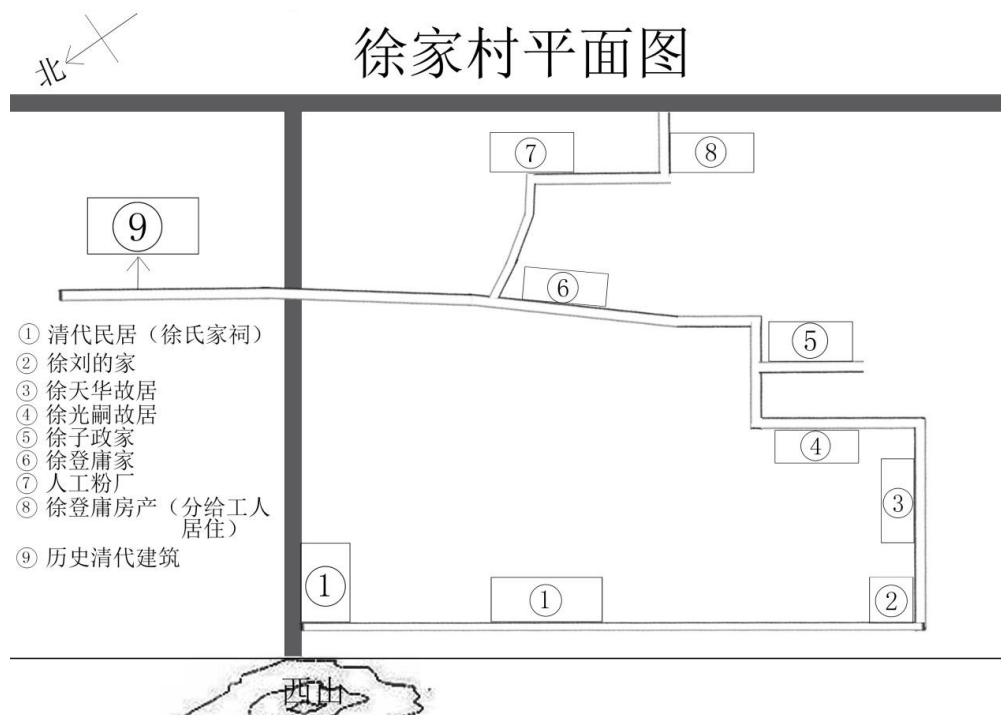 北
徐家村平面图
⑦
⑧
⑨
⑥
⑤
① 清代民居（徐氏家祠）
② 徐刘的家
③ 徐天华故居
④ 徐光嗣故居
⑤ 徐子政家
⑥ 徐登庸家
⑦ 人工粉厂
⑧ 徐登庸房产（分给工人
居住）
⑨ 历史清代建筑
④
③
①
①
②
西山